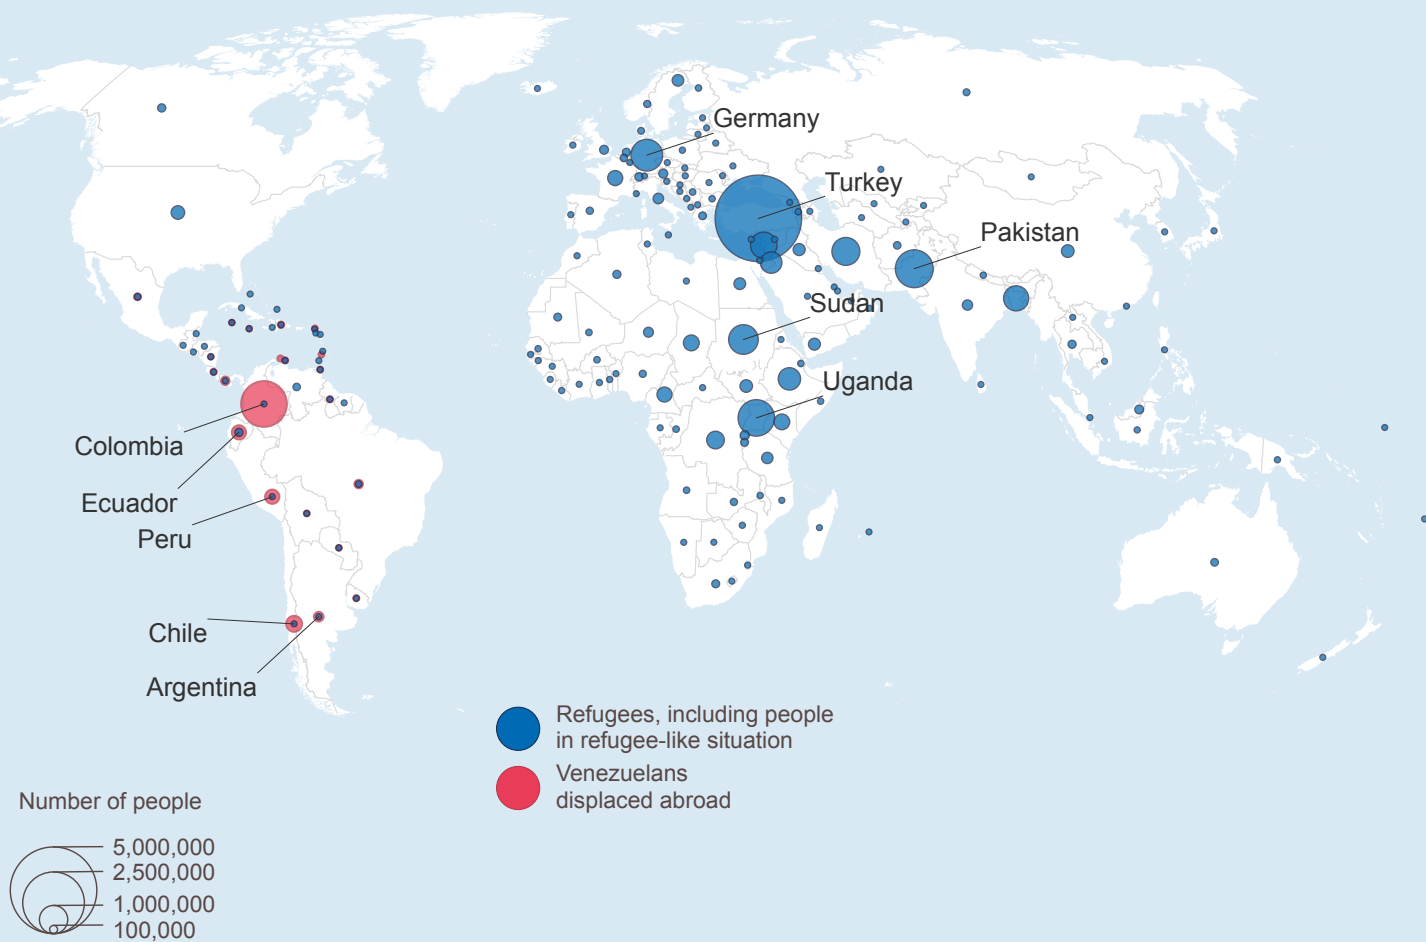 Germany
Turkey
Pakistan
Sudan
Uganda
Colombia
Ecuador
Peru
Chile
Argentina
Refugees, including people
in refugee-like situation
Venezuelans
displaced abroad
Number of people
5,000,000
2,500,000
1,000,000
100,000